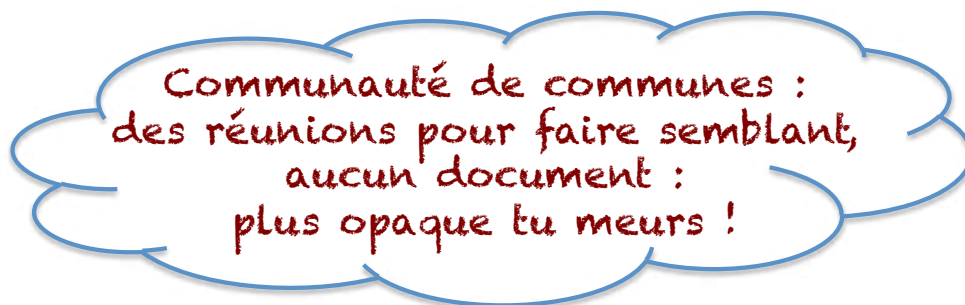 Communauté de communes :
des réunions pour faire semblant,
aucun document :
plus opaque tu meurs !